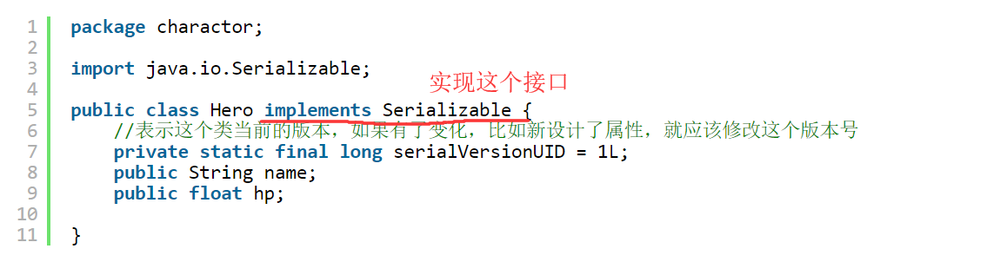 1 package charactor;
2
3 import java.io.Serializable;
实现这个接口
4
5 public class Hero implements Serializable {
6 //表示这个类当前的版本，如果有了变化，比如新设计了属性，就应该修改这个版本号
7 private static final long serialVersionUID = 1L;
8 public String name;
9 public float hp;
10
11 }